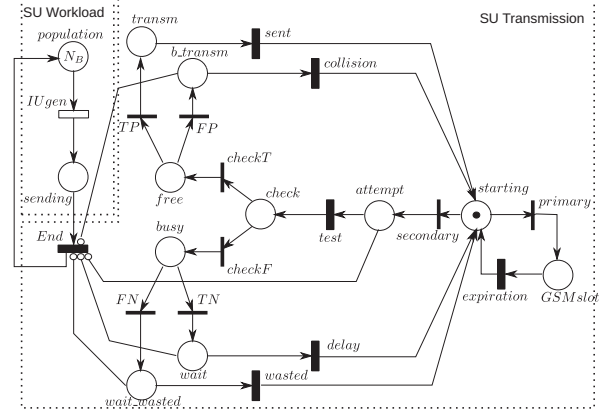 SU Workload
transm
SU Transmission
population
sent
N_B
b_transm
collision
IUgen
TP
FP
checkT
sending
free
check
attempt
starting
primary
End
busy
test
secondary
checkF
expiration
GSMslot
FN
TN
delay
wait
wasted
wait_wasted